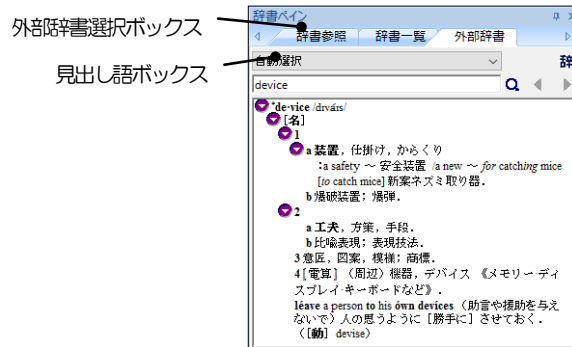 外部辞書選択ボックス
見出し語ボックス
辞書ペイン
辞書参照 辞書一覧 外部辞書
自動選択
辞
device
*de·vice /dɪváɪs/
[名]
1
a 装置，仕掛け，からくり
:a safety ～ 安全装置 /a new ～ for catching mice
[to catch mice] 新案ネズミ取り器．
b 爆破装置；爆弾．
2
a 工夫，方策，手段．
b 比喩表現；表現技法．
3 意匠，図案，模様；商標．
4 [電算] （周辺）機器，デバイス 《メモリー・ディ
スプレイ・キーボードなど》．
léave a person to his ówn devices （助言や援助を与え
ないで）人の思うように［勝手に］させておく．
（[動] devise）